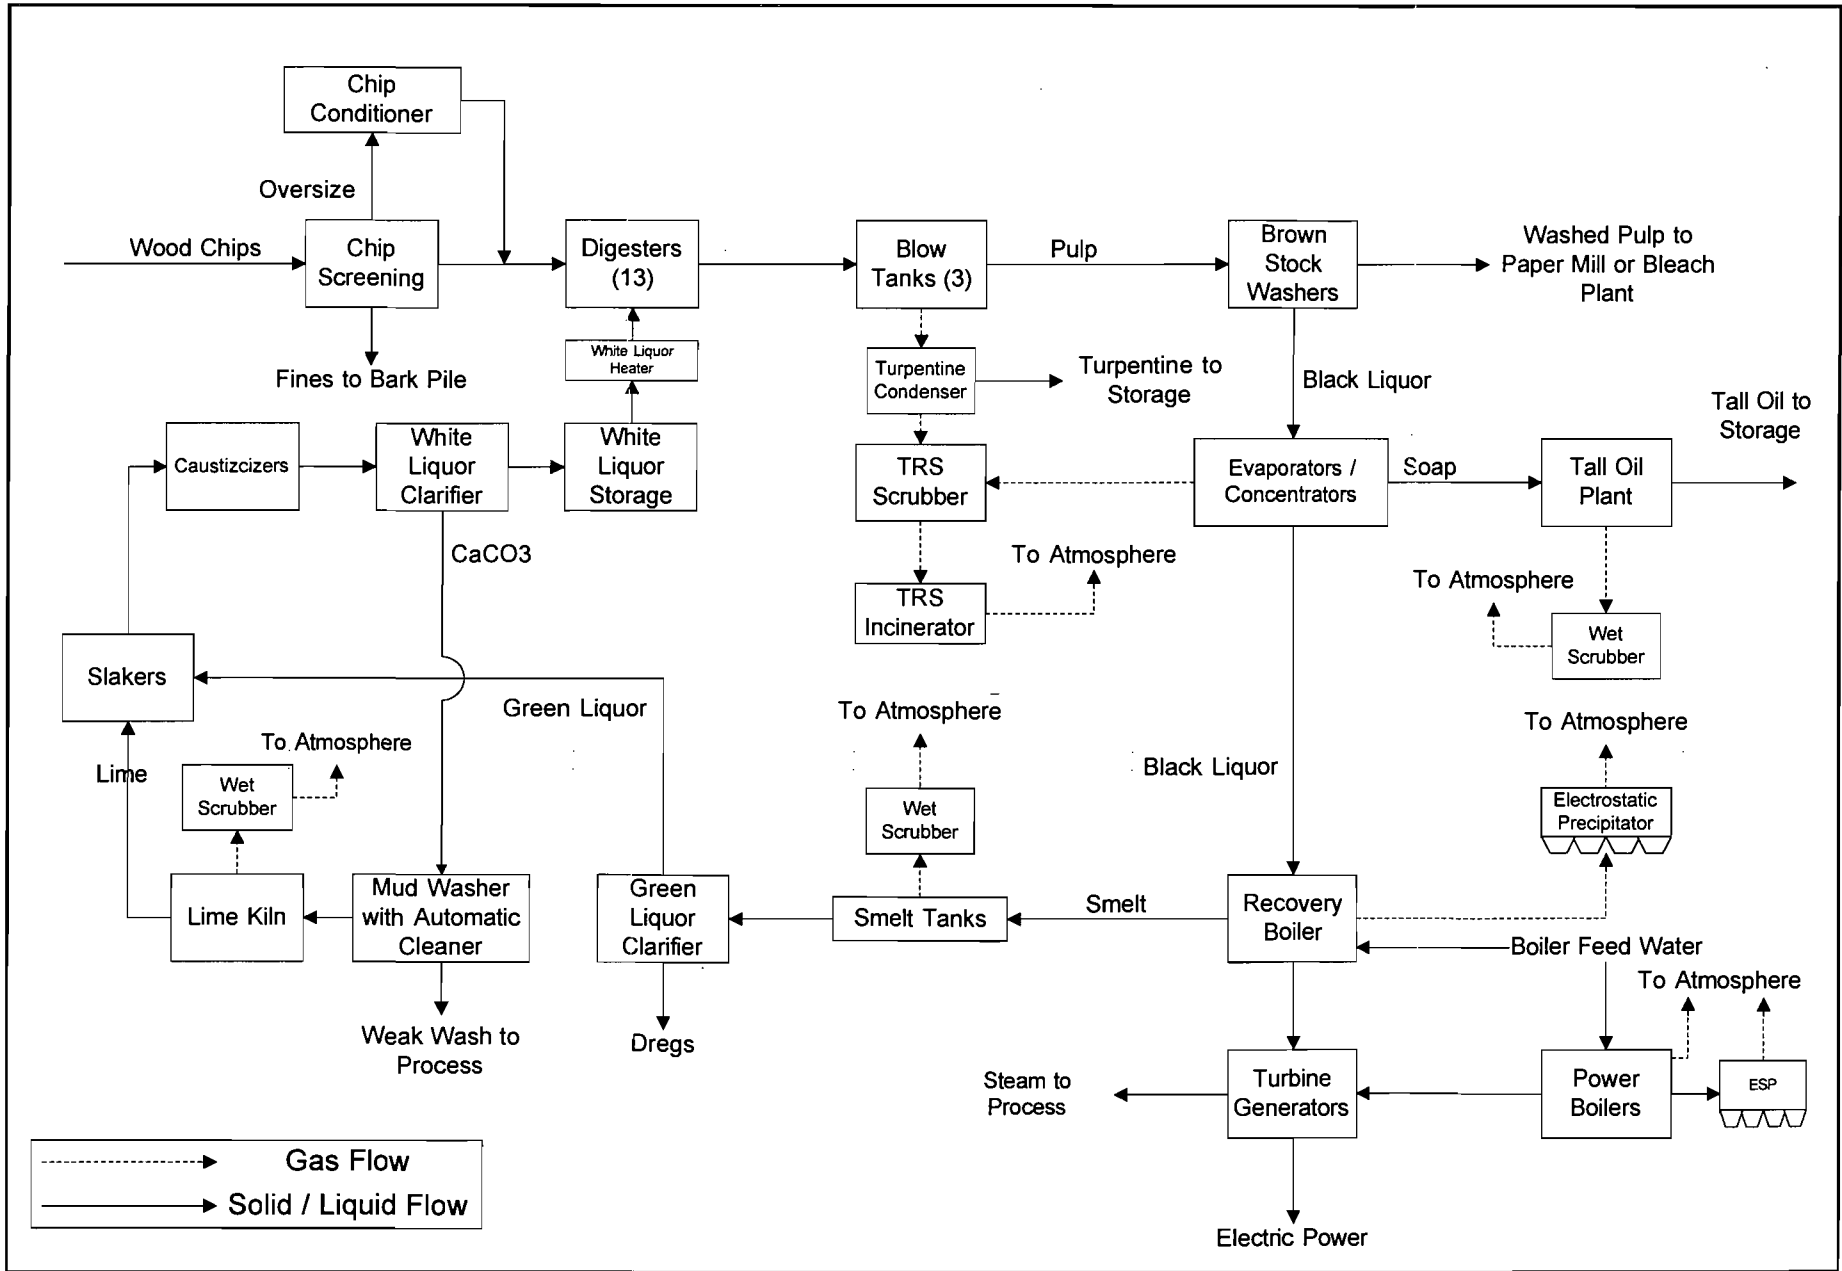 Chip
Conditioner
Oversize
Wood Chips
Chip
Screening
Digesters
(13)
Blow
Tanks (3)
Pulp
Brown
Stock
Washers
Washed Pulp to
Paper Mill or Bleach
Plant
Fines to Bark Pile
White Liquor
Heater
Turpentine
Condenser
Turpentine to
Storage
Black Liquor
Tall Oil to
Storage
Caustizcizers
White
Liquor
Clarifier
White
Liquor
Storage
TRS
Scrubber
Evaporators /
Concentrators
Soap
Tall Oil
Plant
CaCO3
To Atmosphere
TRS
Incinerator
To Atmosphere
Wet
Scrubber
Slakers
Green Liquor
To Atmosphere
To Atmosphere
To Atmosphere
Lime
Wet
Scrubber
Black Liquor
Wet
Scrubber
Electrostatic
Precipitator
Lime Kiln
Mud Washer
with Automatic
Cleaner
Green
Liquor
Clarifier
Smelt Tanks
Smelt
Recovery
Boiler
Boiler Feed Water
To Atmosphere
Weak Wash to
Process
Dregs
Steam to
Process
Turbine
Generators
Power
Boilers
ESP
Gas Flow
Solid / Liquid Flow
Electric Power